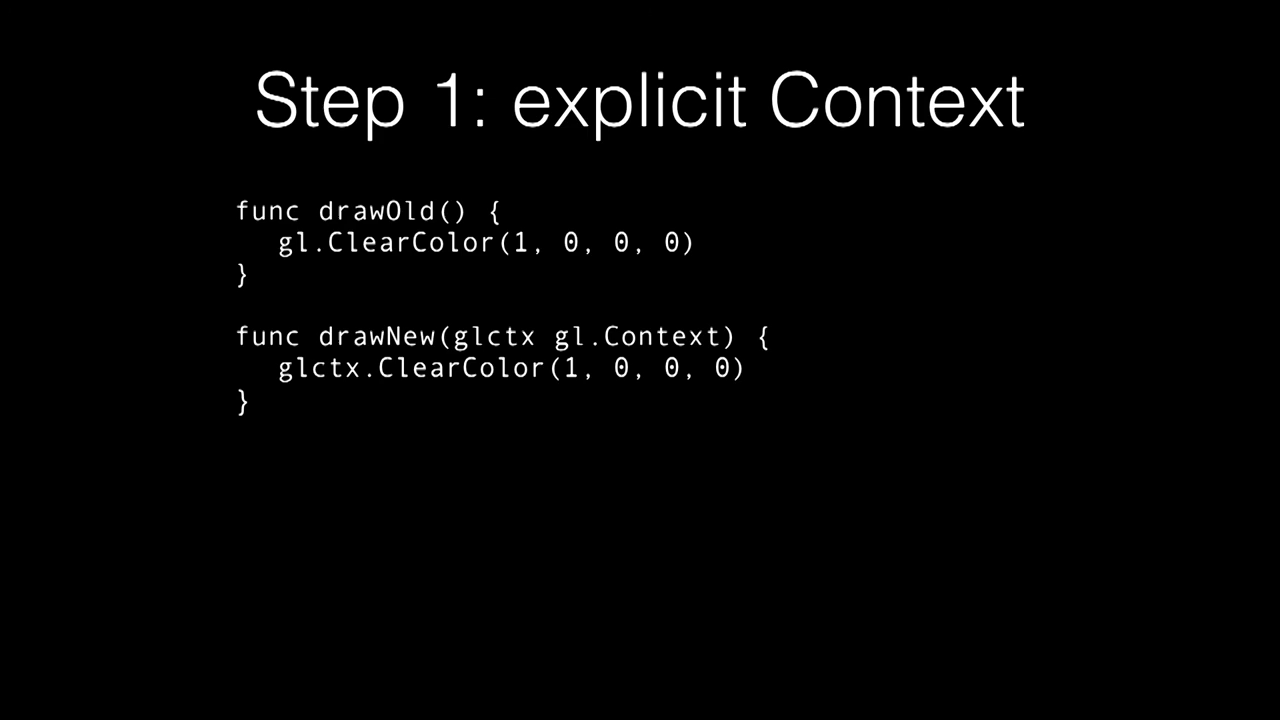 Step 1: explicit Context
func drawOld() {
gl.ClearColor(1, 0, 0, 0)
}
func drawNew(glctx gl.Context) {
glctx.ClearColor(1, 0, 0, 0)
}